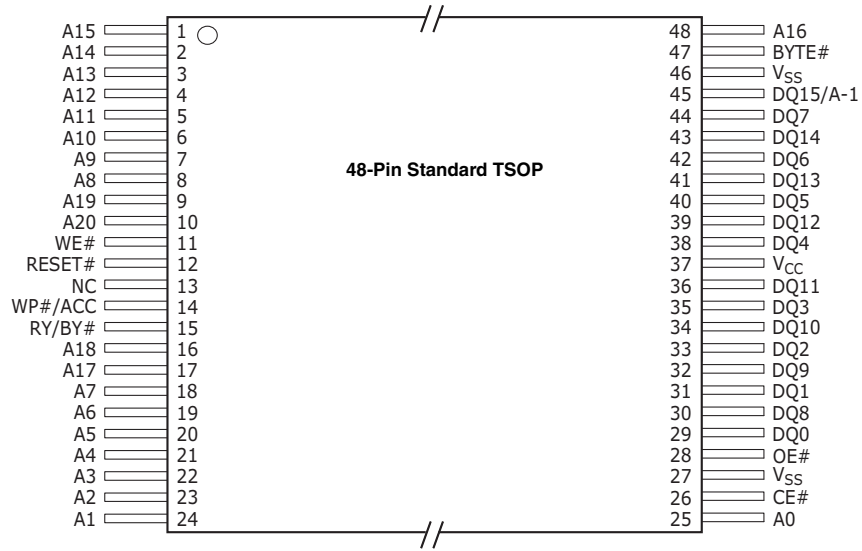 A15 1 48 A16
A14 2 47 BYTE#
A13 3 46 VSS
A12 4 45 DQ15/A-1
A11 5 44 DQ7
A10 6 43 DQ14
A9 7 42 DQ6
48-Pin Standard TSOP
A8 8 41 DQ13
A19 9 40 DQ5
A20 10 39 DQ12
WE# 11 38 DQ4
RESET# 12 37 VCC
NC 13 36 DQ11
WP#/ACC 14 35 DQ3
RY/BY# 15 34 DQ10
A18 16 33 DQ2
A17 17 32 DQ9
A7 18 31 DQ1
A6 19 30 DQ8
A5 20 29 DQ0
A4 21 28 OE#
A3 22 27 VSS
A2 23 26 CE#
A1 24 25 A0